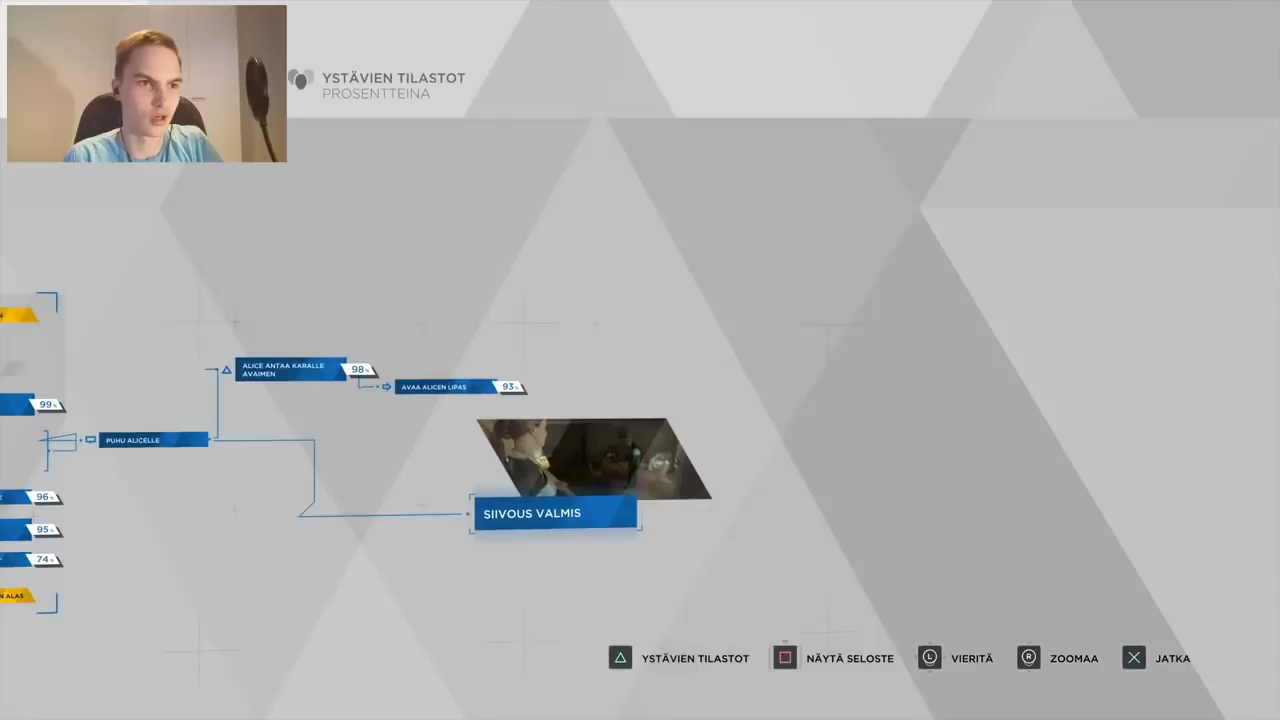 YSTÄVIEN TILASTOT
PROSENTTEINA
ALICE ANTAA KARALLE
AVAIMEN
98%
AVAA ALICEN LIPAS
93%
99%
PUHU ALICELLE
96%
95%
74%
N ALAS
SIIVOUS VALMIS
YSTÄVIEN TILASTOT
NÄYTÄ SELOSTE
L
VIERITÄ
R
ZOOMAA
JATKA